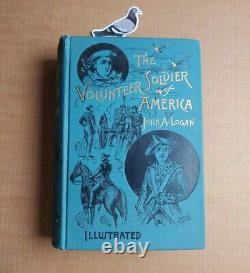 THE
VOLUNTEER SOLDIER
of
AMERICA
JOHN A. LOGAN
ILLUSTRATED